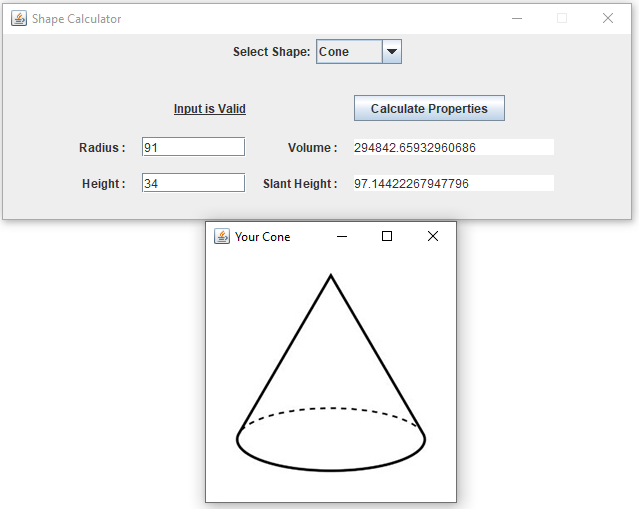 Shape Calculator
Select Shape: Cone
Input is Valid
Calculate Properties
Radius : 91 Volume : 294842.65932960686
Height : 34 Slant Height : 97.14422267947796
Your Cone